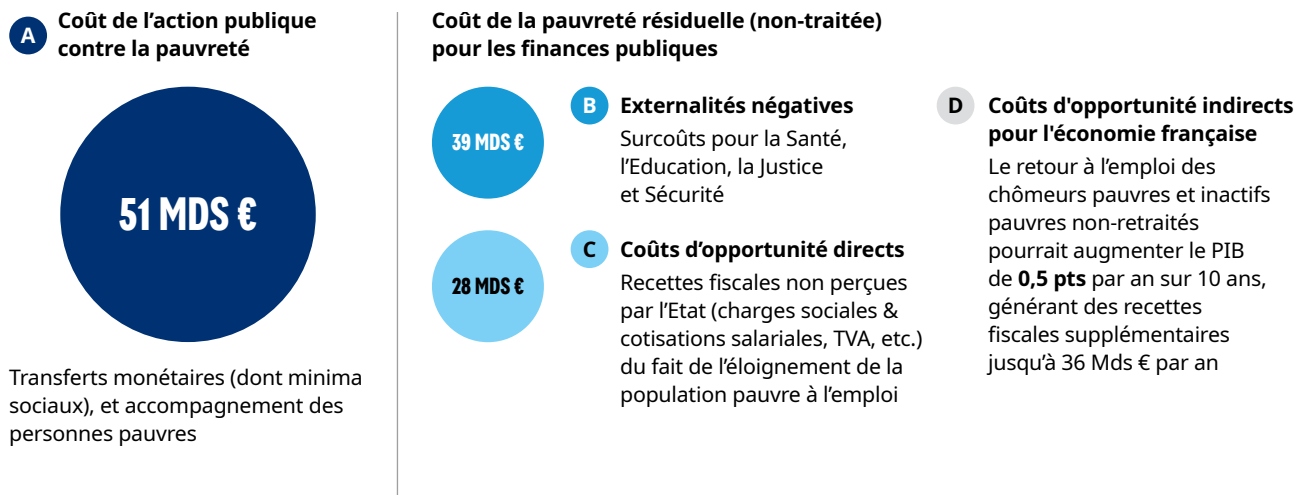 A
Coût de l'action publique
contre la pauvreté
51 MDS €
Transferts monétaires (dont minima
sociaux), et accompagnement des
personnes pauvres
Coût de la pauvreté résiduelle (non-traitée)
pour les finances publiques
39 MDS €
B
Externalités négatives
Surcoûts pour la Santé,
l’Education, la Justice
et Sécurité
28 MDS €
C
Coûts d’opportunité directs
Recettes fiscales non perçues
par l’Etat (charges sociales &
cotisations salariales, TVA, etc.)
du fait de l’éloignement de la
population pauvre à l’emploi
D
Coûts d'opportunité indirects
pour l'économie française
Le retour à l’emploi des
chômeurs pauvres et inactifs
pauvres non-retraités
pourrait augmenter le PIB
de 0,5 pts par an sur 10 ans,
générant des recettes
fiscales supplémentaires
jusqu’à 36 Mds € par an